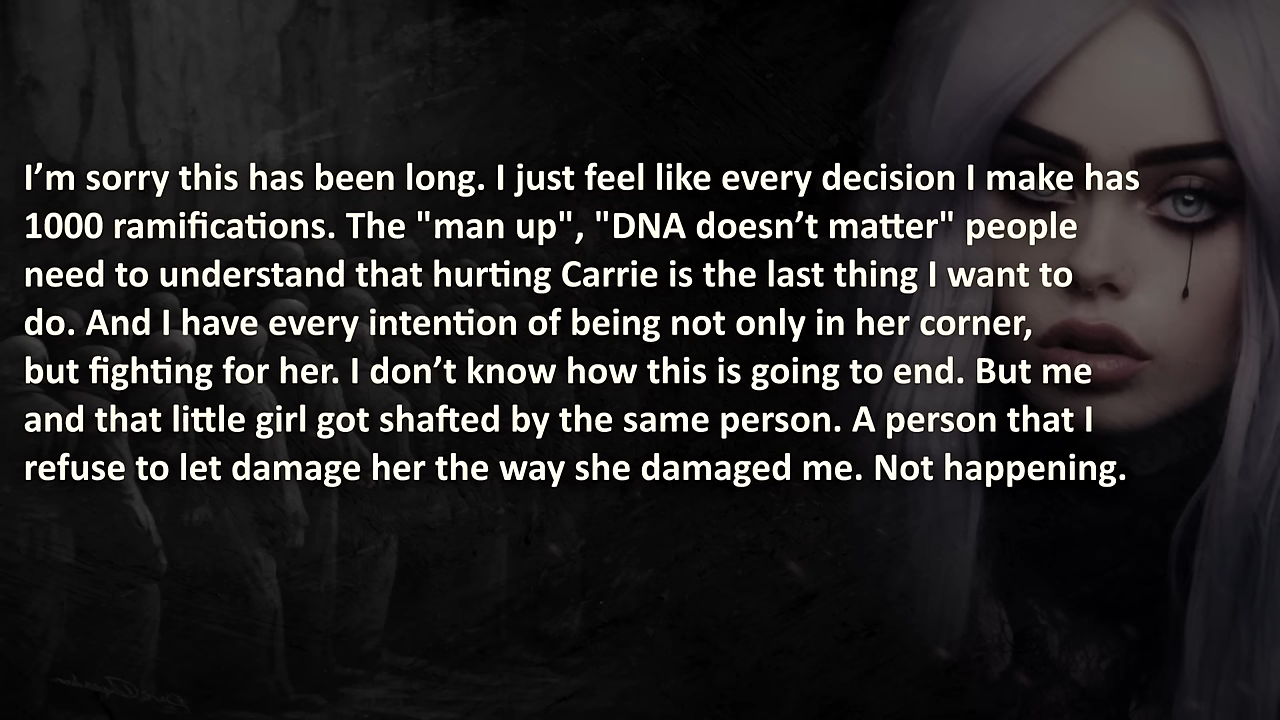 I’m sorry this has been long. I just feel like every decision I make has
1000 ramifications. The "man up", "DNA doesn’t matter" people
need to understand that hurting Carrie is the last thing I want to
do. And I have every intention of being not only in her corner,
but fighting for her. I don’t know how this is going to end. But me
and that little girl got shafted by the same person. A person that I
refuse to let damage her the way she damaged me. Not happening.